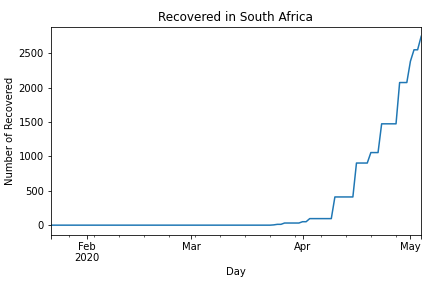 Recovered in South Africa
Number of Recovered
2500
2000
1500
1000
500
0
Feb
2020
Mar
Apr
May
Day